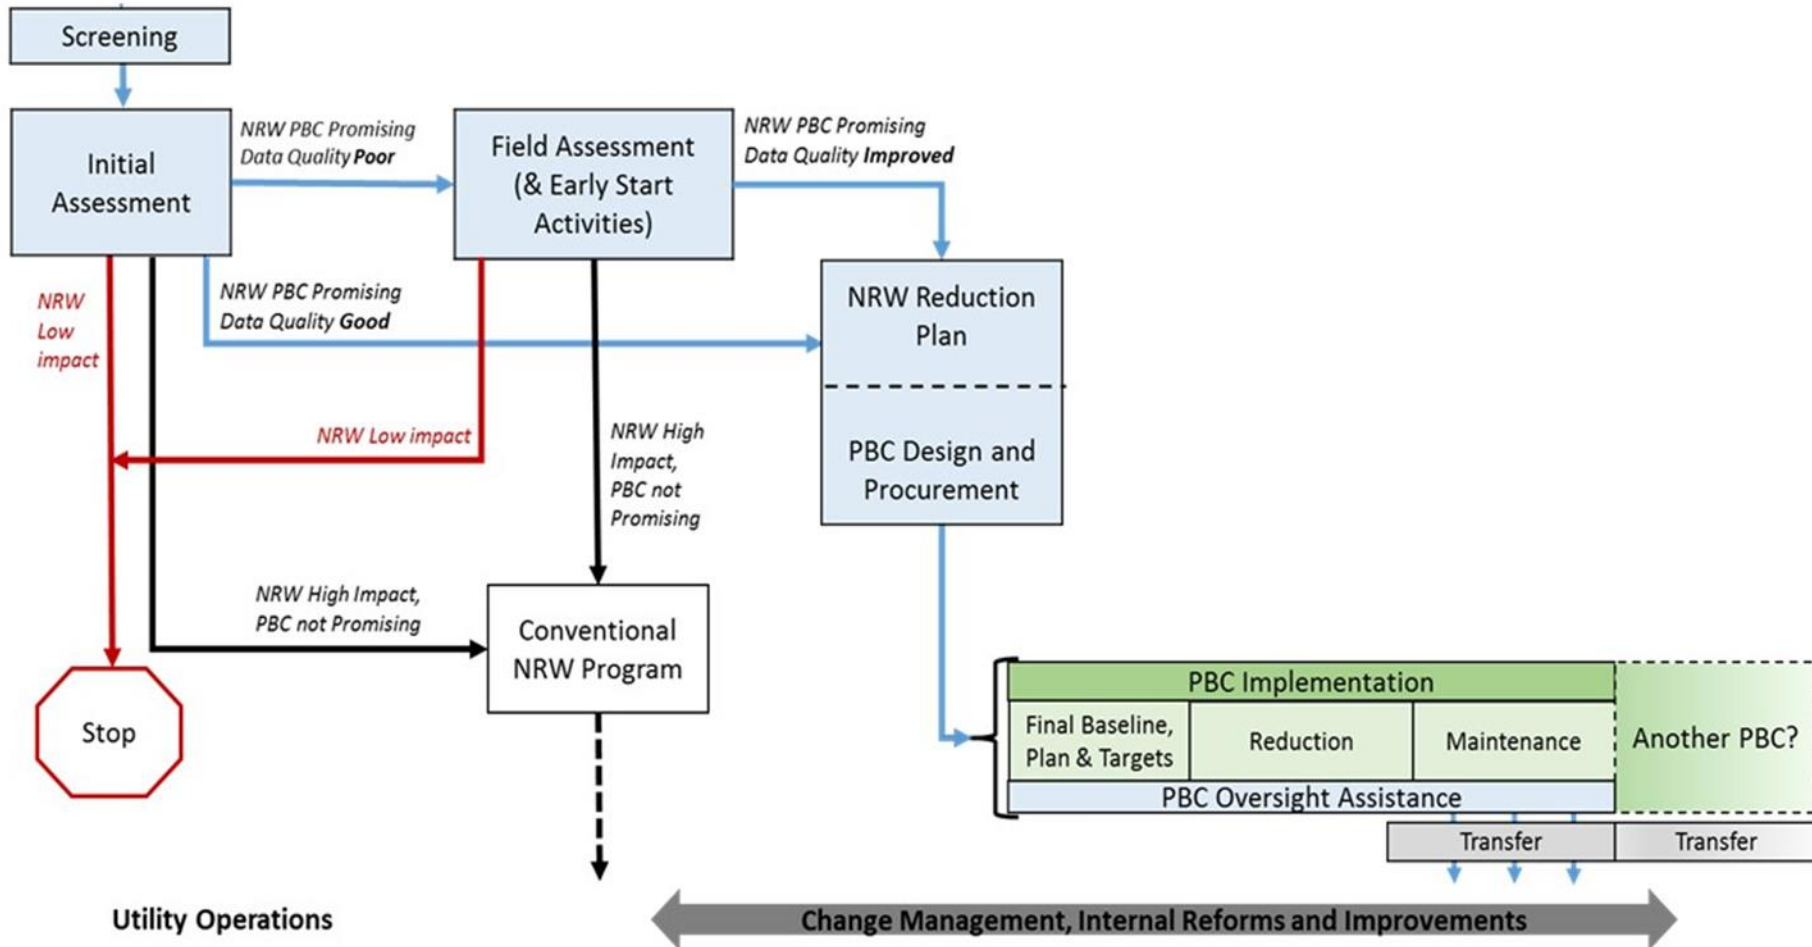 Screening
Initial
Assessment
NRW PBC Promising
Data Quality Poor
Field Assessment
(& Early Start
Activities)
NRW PBC Promising
Data Quality Improved
NRW
Low
impact
NRW PBC Promising
Data Quality Good
NRW Reduction
Plan
PBC Design and
Procurement
NRW Low impact
NRW High
Impact,
PBC not
Promising
NRW High Impact,
PBC not Promising
Conventional
NRW Program
Stop
PBC Implementation
Final Baseline,
Plan & Targets
Reduction
Maintenance
Another PBC?
PBC Oversight Assistance
Transfer
Transfer
Utility Operations
Change Management, Internal Reforms and Improvements